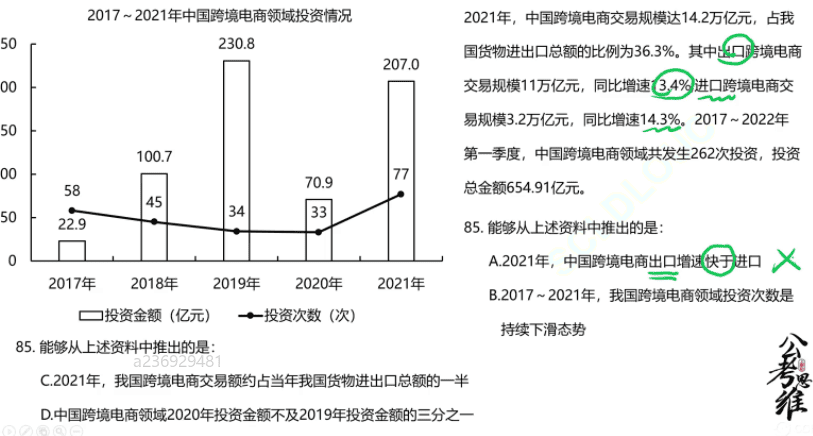 2017～2021年中国跨境电商领域投资情况
50
00
50
00
50
0
230.8
207.0
100.7
70.9
22.9
58
45
34
33
77
2017年 2018年 2019年 2020年 2021年
投资金额（亿元） 投资次数（次）
2021年，中国跨境电商交易规模达14.2万亿元，占我
国货物进出口总额的比例为36.3%。其中出口跨境电商
交易规模11万亿元，同比增速13.4%进口跨境电商交
易规模3.2万亿元，同比增速14.3%。2017～2022年
第一季度，中国跨境电商领域共发生262次投资，投资
总金额654.91亿元。
85. 能够从上述资料中推出的是：
A.2021年，中国跨境电商出口增速快于进口
B.2017～2021年，我国跨境电商领域投资次数是
持续下滑态势
85. 能够从上述资料中推出的是：
a236929481
C.2021年，我国跨境电商交易额约占当年我国货物进出口总额的一半
D.中国跨境电商领域2020年投资金额不及2019年投资金额的三分之一
公考思维